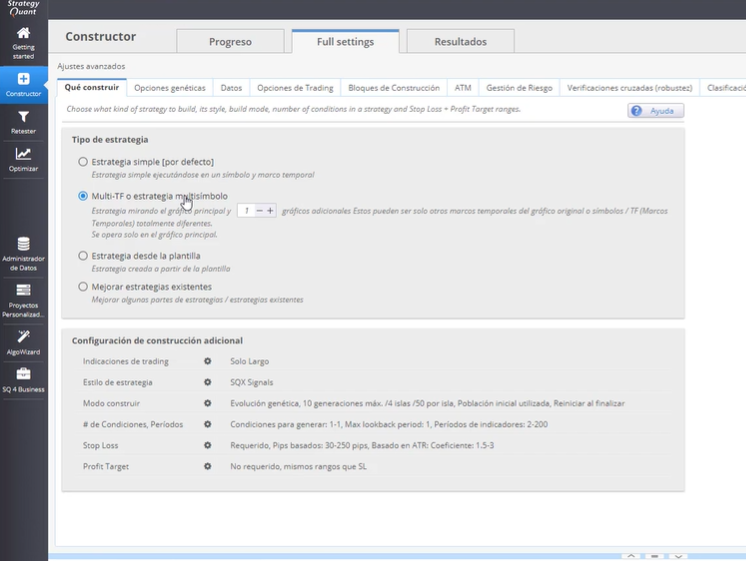 Strategy
Quant
Getting
started
Constructor
Retester
Optimizar
Administrador
de Datos
Proyectos
Personalizad...
AlgoWizard
SQ 4 Business
Constructor
Progreso
Full settings
Resultados
Ajustes avanzados
Qué construir
Opciones genéticas
Datos
Opciones de Trading
Bloques de Construcción
ATM
Gestión de Riesgo
Verificaciones cruzadas (robustez)
Clasificació
Choose what kind of strategy to build, its style, build mode, number of conditions in a strategy and Stop Loss + Profit Target ranges.
? Ayuda
Tipo de estrategia
Estrategia simple [por defecto]
Estrategia simple ejecutándose en un símbolo y marco temporal
Multi-TF o estrategia multisímbolo
Estrategia mirando el gráfico principal y 1 − + gráficos adicionales Estos pueden ser solo otros marcos temporales del gráfico original o símbolos / TF (Marcos
Temporales) totalmente diferentes.
Se opera solo en el gráfico principal.
Estrategia desde la plantilla
Estrategia creada a partir de la plantilla
Mejorar estrategias existentes
Mejorar algunas partes de estrategias / estrategias existentes
Configuración de construcción adicional
Indicaciones de trading Solo Largo
Estilo de estrategia SQX Signals
Modo construir Evolución genética, 10 generaciones máx. /4 islas /50 por isla, Población inicial utilizada, Reiniciar al finalizar
# de Condiciones, Períodos Condiciones para generar: 1-1, Max lookback period: 1, Períodos de indicadores: 2-200
Stop Loss Requerido, Pips basados: 30-250 pips, Basado en ATR: Coeficiente: 1.5-3
Profit Target No requerido, mismos rangos que SL